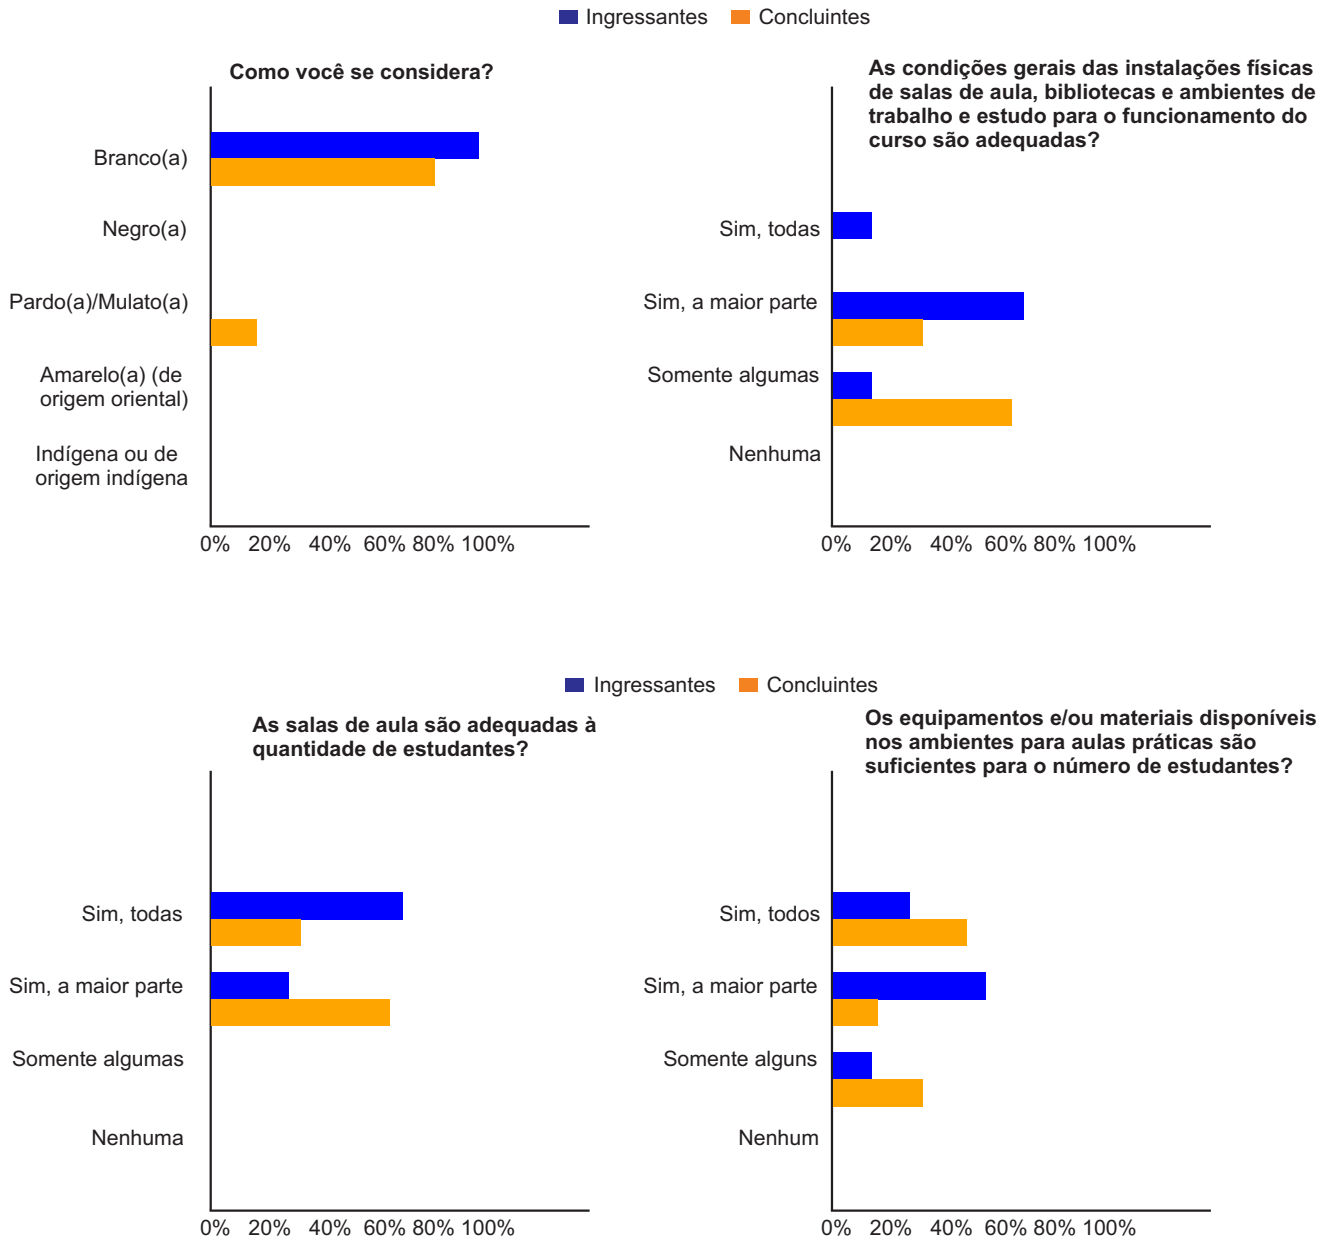 Ingressantes Concluintes
Como você se considera?
Branco(a)
Negro(a)
Pardo(a)/Mulato(a)
Amarelo(a) (de
origem oriental)
Indígena ou de
origem indígena
0% 20% 40% 60% 80% 100%
As condições gerais das instalações físicas
de salas de aula, bibliotecas e ambientes de
trabalho e estudo para o funcionamento do
curso são adequadas?
Sim, todas
Sim, a maior parte
Somente algumas
Nenhuma
0% 20% 40% 60% 80% 100%
Ingressantes Concluintes
As salas de aula são adequadas à
quantidade de estudantes?
Sim, todas
Sim, a maior parte
Somente algumas
Nenhuma
0% 20% 40% 60% 80% 100%
Os equipamentos e/ou materiais disponíveis
nos ambientes para aulas práticas são
suficientes para o número de estudantes?
Sim, todos
Sim, a maior parte
Somente alguns
Nenhum
0% 20% 40% 60% 80% 100%